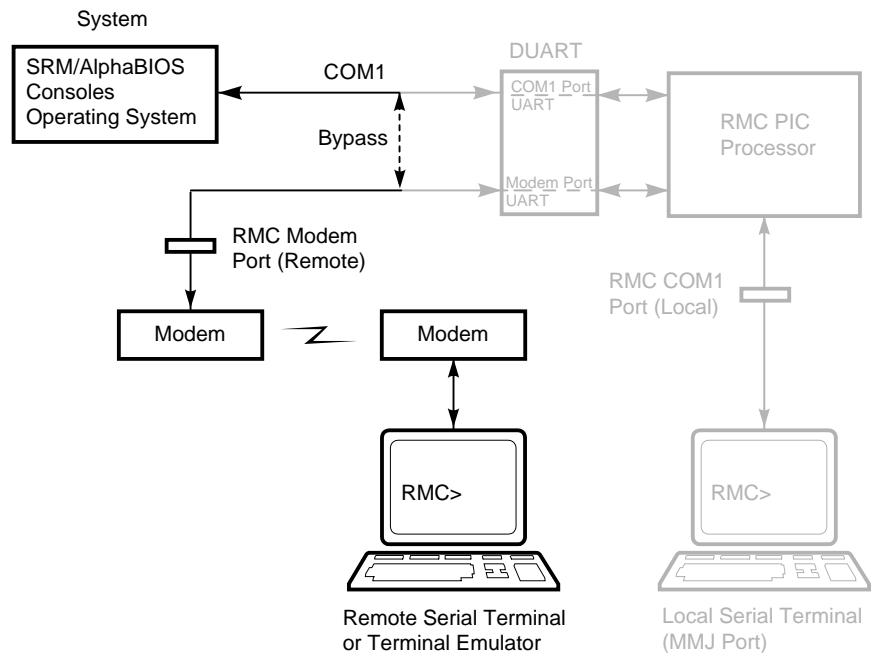 System
SRM/AlphaBIOS
Consoles
Operating System
COM1
Bypass
DUART
COM1 Port
UART
Modem Port
UART
RMC PIC
Processor
RMC Modem
Port (Remote)
RMC COM1
Port (Local)
Modem
Modem
RMC>
RMC>
Remote Serial Terminal
or Terminal Emulator
Local Serial Terminal
(MMJ Port)